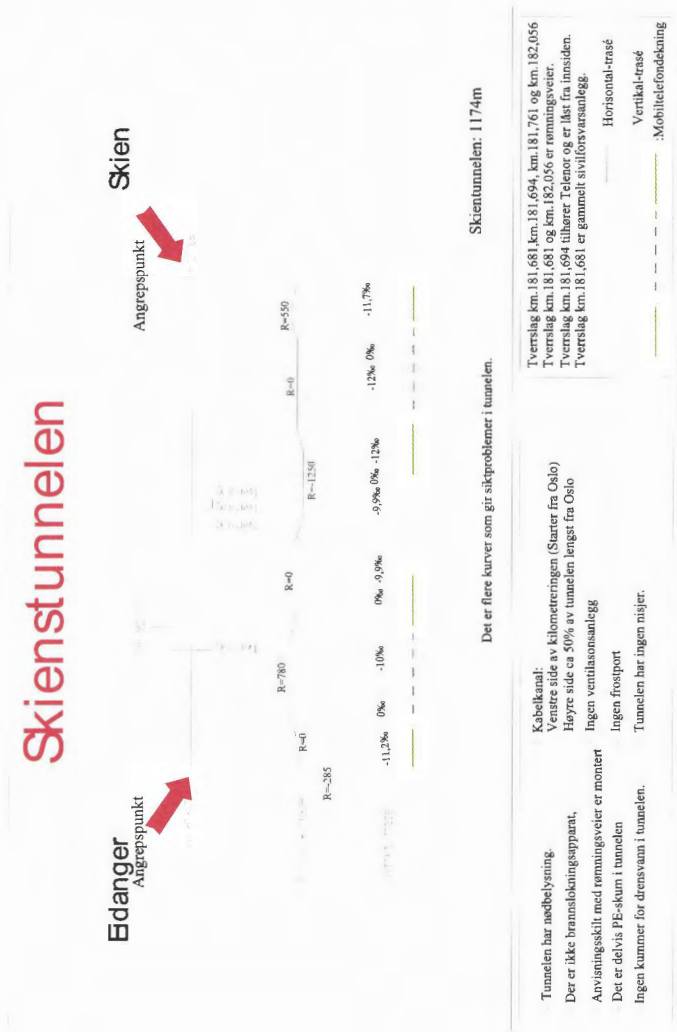 Skienstunnelen
Edanger
Angrepspunkt
Skien
Angrepspunkt
R=-285
R=0
R=780
R=0
R=-1250
R=0
R=550
-11,2‰ 0‰ -10‰ 0‰ -9,9‰ -9,9‰ 0‰ -12‰ -12‰ 0‰ -11,7‰
Skientunnelen: 1174m
Det er flere kurver som gir siktproblemer i tunnelen.
Tunnelen har nødbelysning.
Der er ikke brannslokningsapparat,
Anvisningsskilt med rømningsveier er montert
Det er delvis PE-skum i tunnelen
Ingen kummer for drensvann i tunnelen.
Kabelkanal:
Venstre side av kilometreringen (Starter fra Oslo)
Høyre side ca 50% av tunnelen lengst fra Oslo
Ingen ventilasonsanlegg
Ingen frostport
Tunnelen har ingen nisjer.
Tverrslag km.181,681,km.181,694, km.181,761 og km.182,056
Tverrslag km.181,681 og km.182,056 er rømningsveier.
Tverrslag km.181,694 tilhører Telenor og er låst fra innsiden.
Tverrslag km.181,681 er gammelt sivilforsvarsanlegg.
Horisontal-trasé
Vertikal-trasé
:Mobiltelefondekning